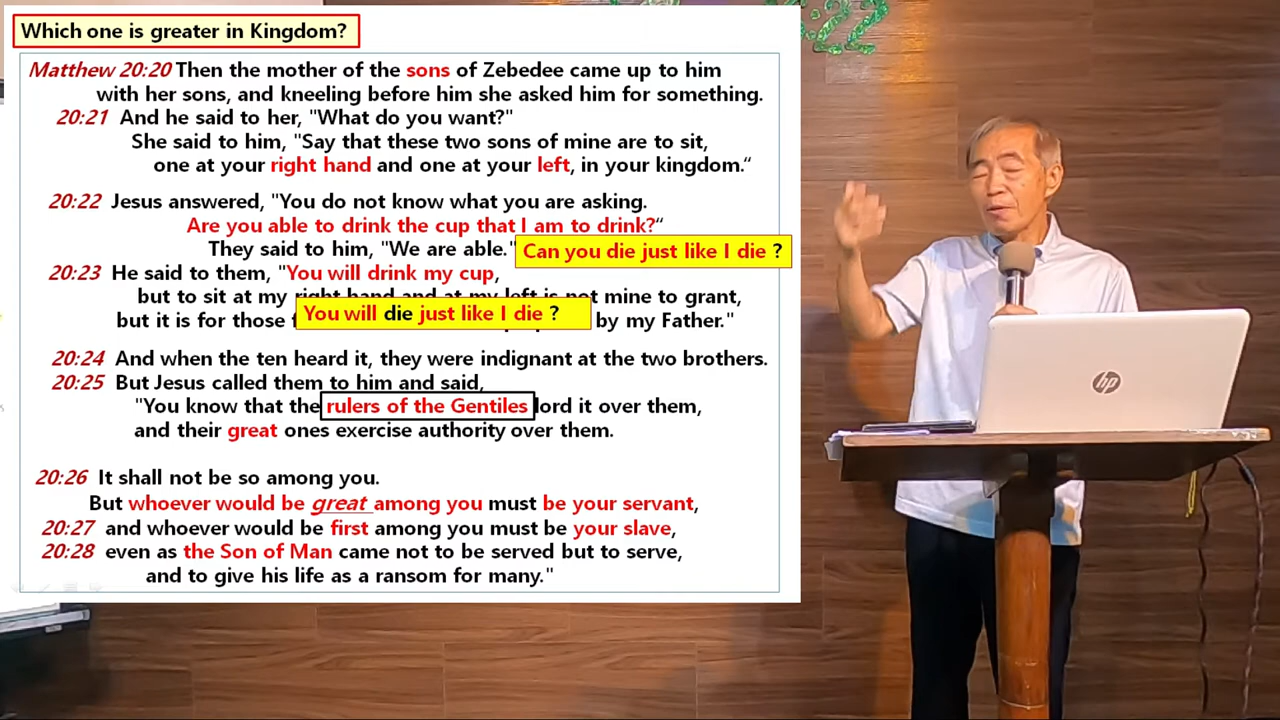 Which one is greater in Kingdom?
Matthew 20:20 Then the mother of the sons of Zebedee came up to him
with her sons, and kneeling before him she asked him for something.
20:21 And he said to her, "What do you want?"
She said to him, "Say that these two sons of mine are to sit,
one at your right hand and one at your left, in your kingdom.“
20:22 Jesus answered, "You do not know what you are asking.
Are you able to drink the cup that I am to drink?“
They said to him, "We are able."
Can you die just like I die ?
20:23 He said to them, "You will drink my cup,
but to sit at my right hand and at my left is not mine to grant,
but it is for those
You will die just like I die ?
by my Father."
20:24 And when the ten heard it, they were indignant at the two brothers.
20:25 But Jesus called them to him and said,
"You know that the rulers of the Gentiles lord it over them,
and their great ones exercise authority over them.
20:26 It shall not be so among you.
But whoever would be great among you must be your servant,
20:27 and whoever would be first among you must be your slave,
20:28 even as the Son of Man came not to be served but to serve,
and to give his life as a ransom for many."
22
hp